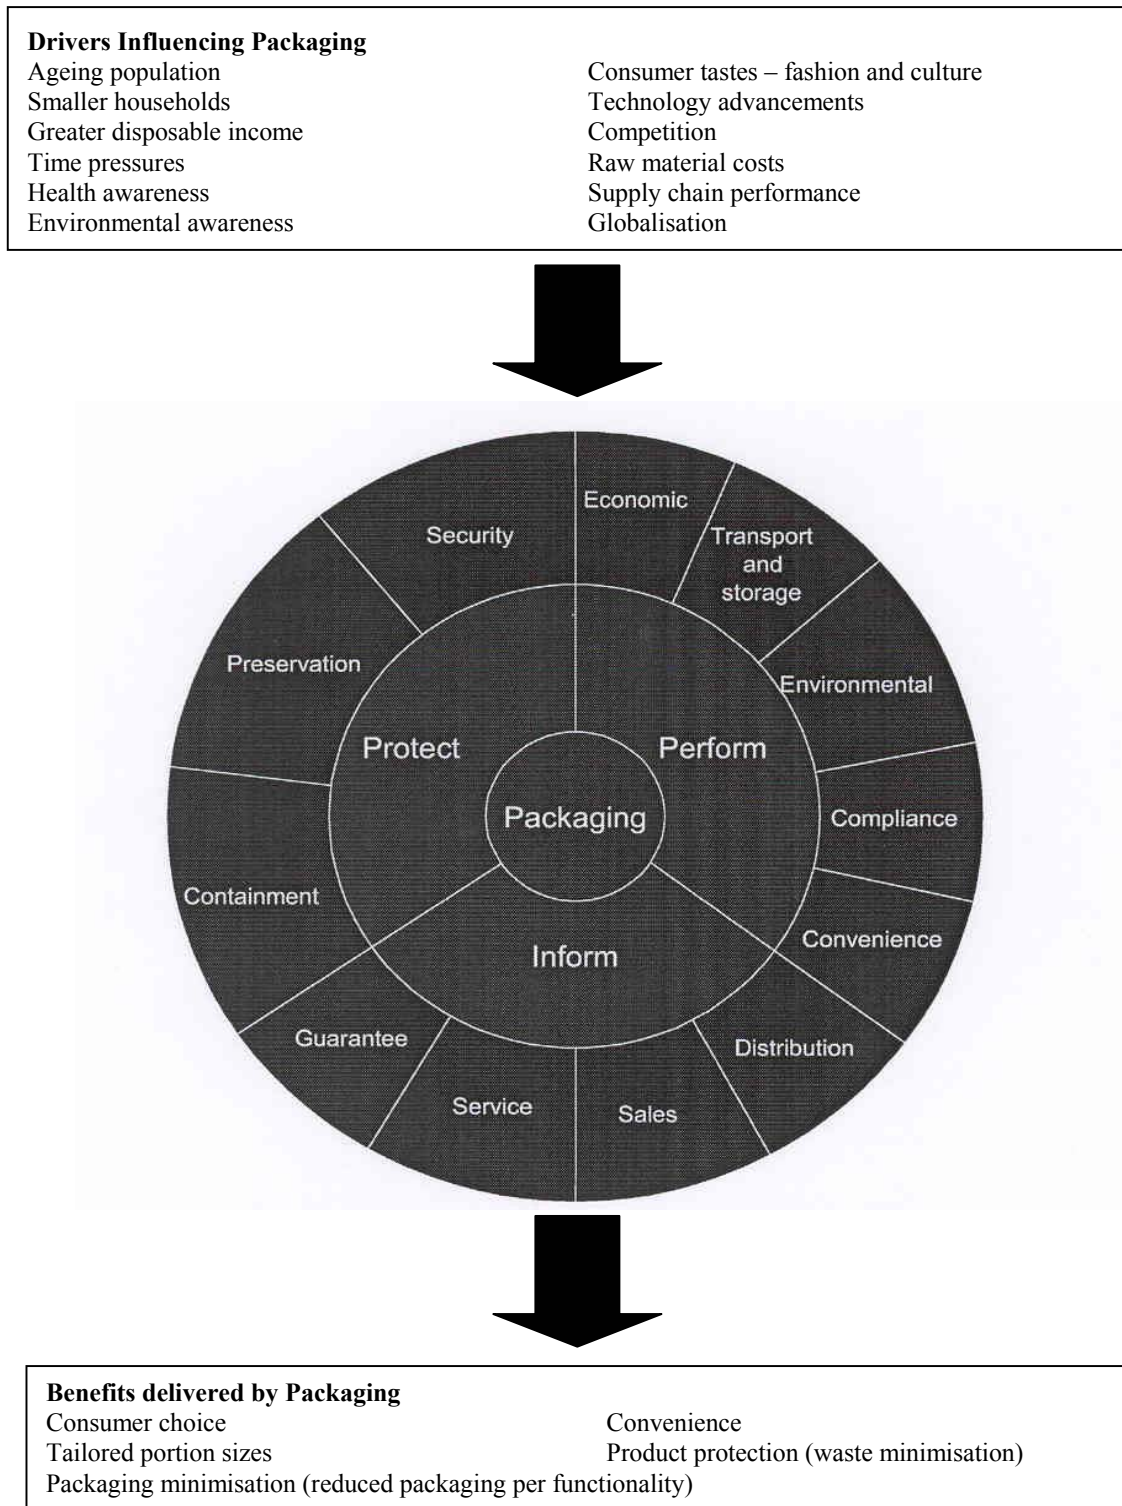 Drivers Influencing Packaging
Ageing population
Smaller households
Greater disposable income
Time pressures
Health awareness
Environmental awareness
Consumer tastes – fashion and culture
Technology advancements
Competition
Raw material costs
Supply chain performance
Globalisation
Economic
Security
Transport
and
storage
Preservation
Environmental
Protect
Perform
Packaging
Compliance
Containment
Convenience
Inform
Guarantee
Distribution
Service
Sales
Benefits delivered by Packaging
Consumer choice
Tailored portion sizes
Convenience
Product protection (waste minimisation)
Packaging minimisation (reduced packaging per functionality)